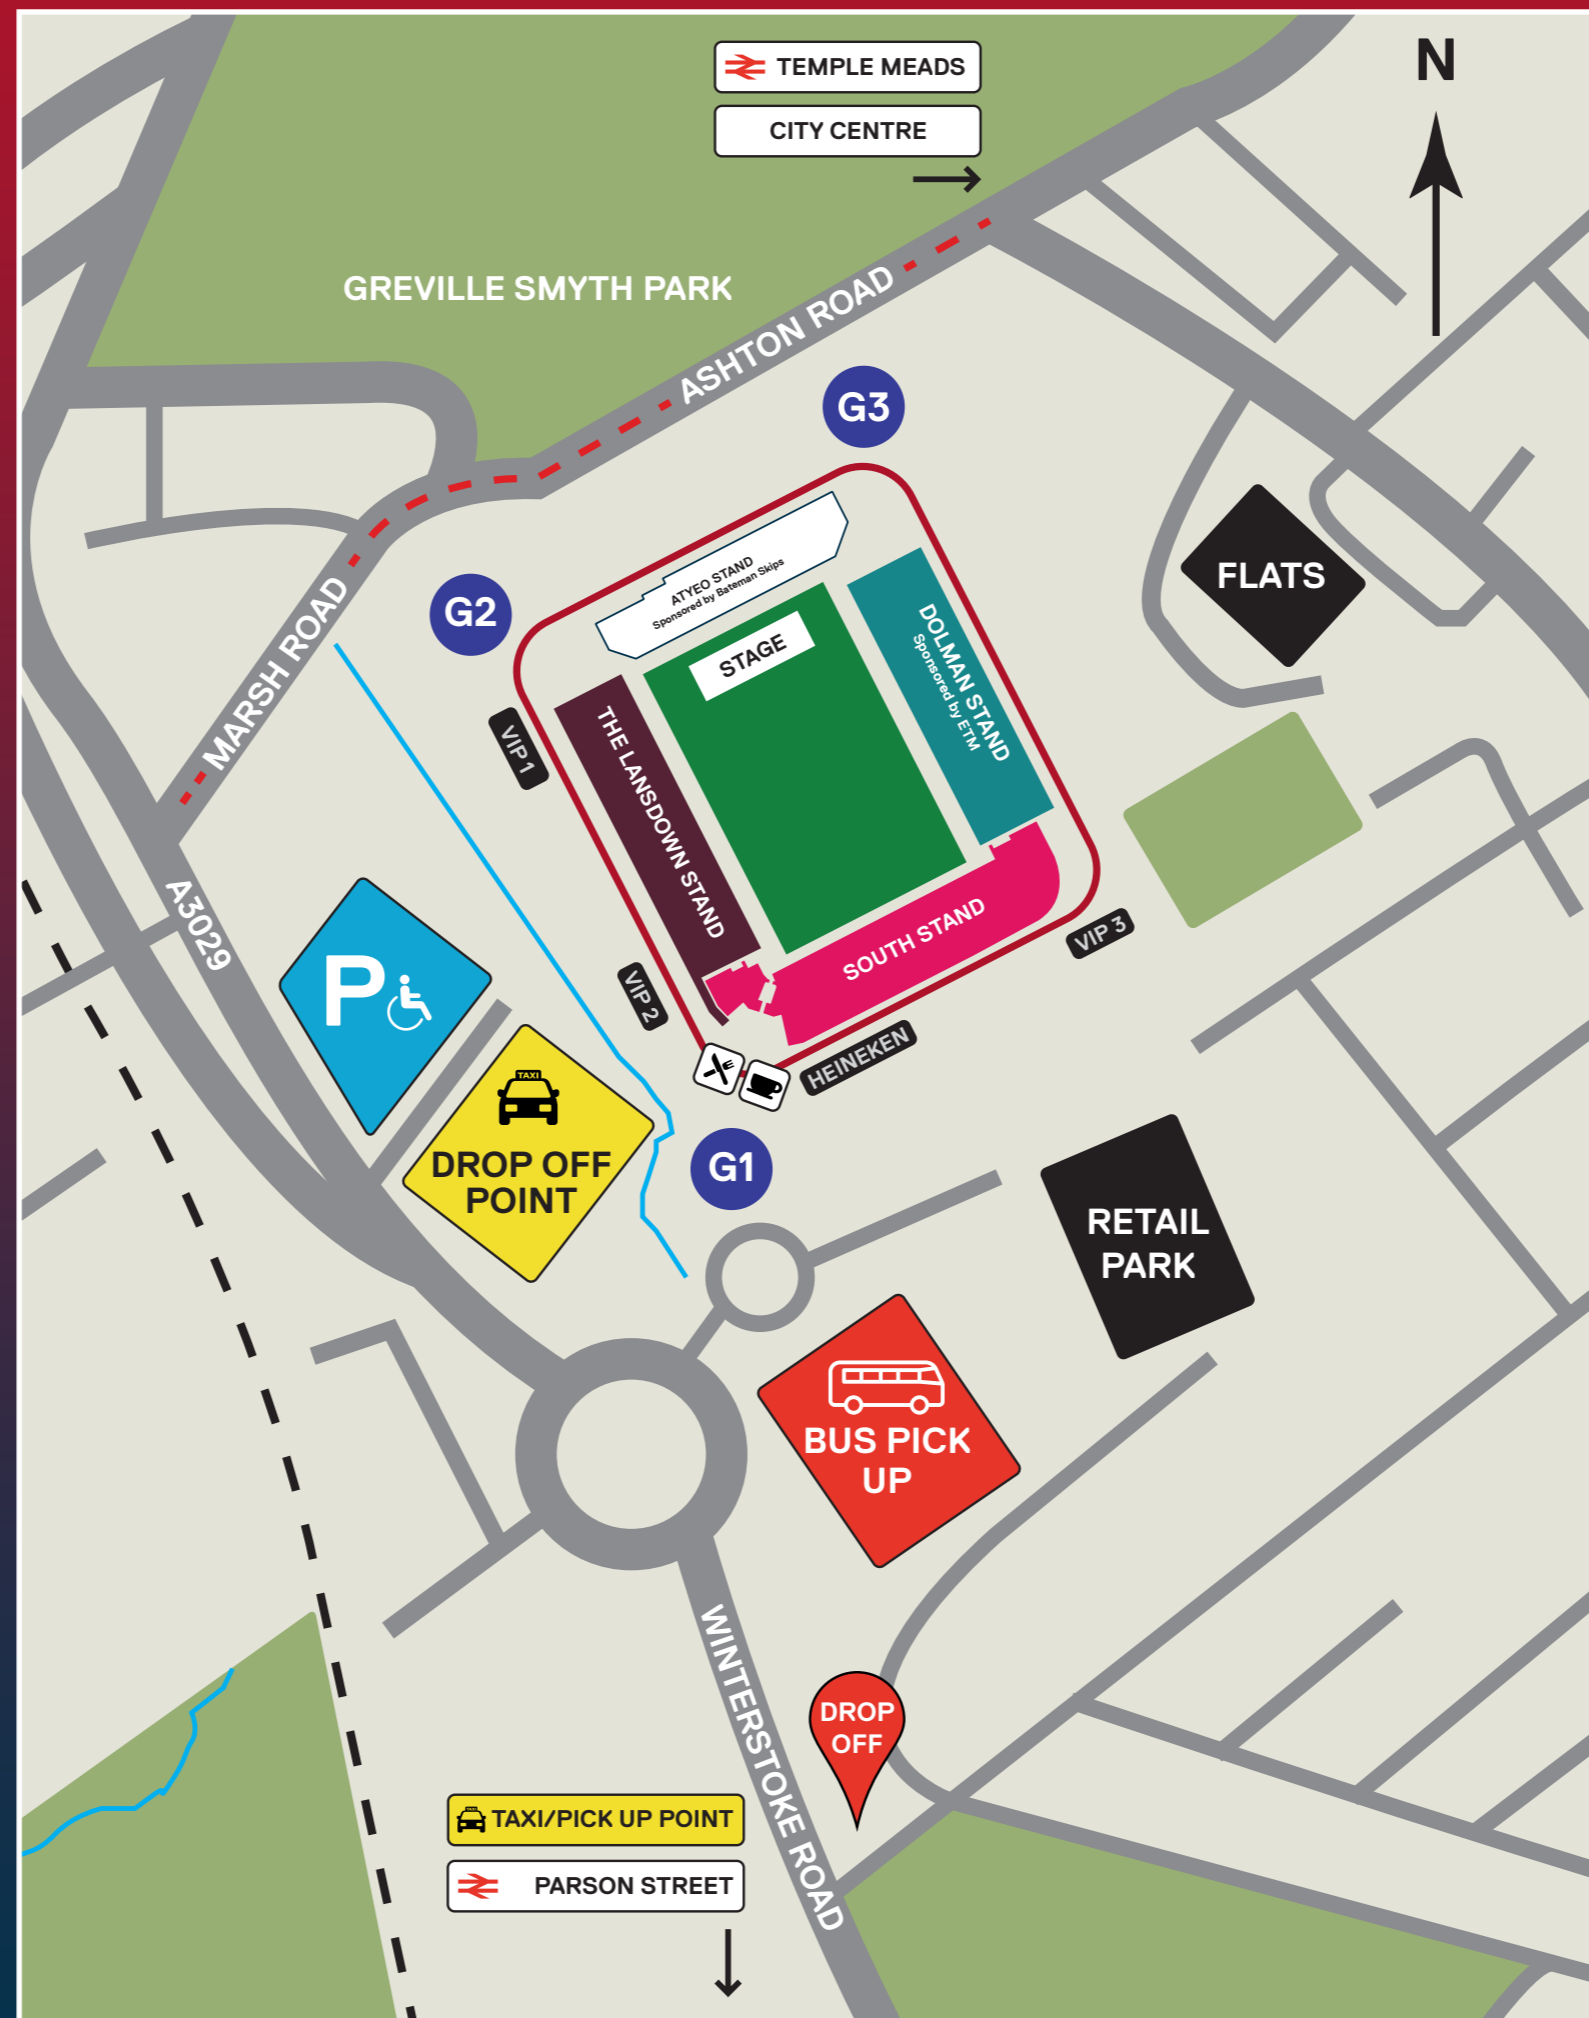 TEMPLE MEADS
CITY CENTRE
N
GREVILLE SMYTH PARK
ASHTON ROAD
G3
FLATS
G2
ATYEO STAND
Sponsored by Bateman Skips
STAGE
DOLMAN STAND
Sponsored by ETM
MARSH ROAD
VIP 1
THE LANSDOWN STAND
A3029
SOUTH STAND
VIP 3
P
VIP 2
HEINEKEN
TAXI
DROP OFF
POINT
G1
RETAIL
PARK
BUS PICK
UP
WINTERSTOKE ROAD
DROP
OFF
TAXI/PICK UP POINT
PARSON STREET